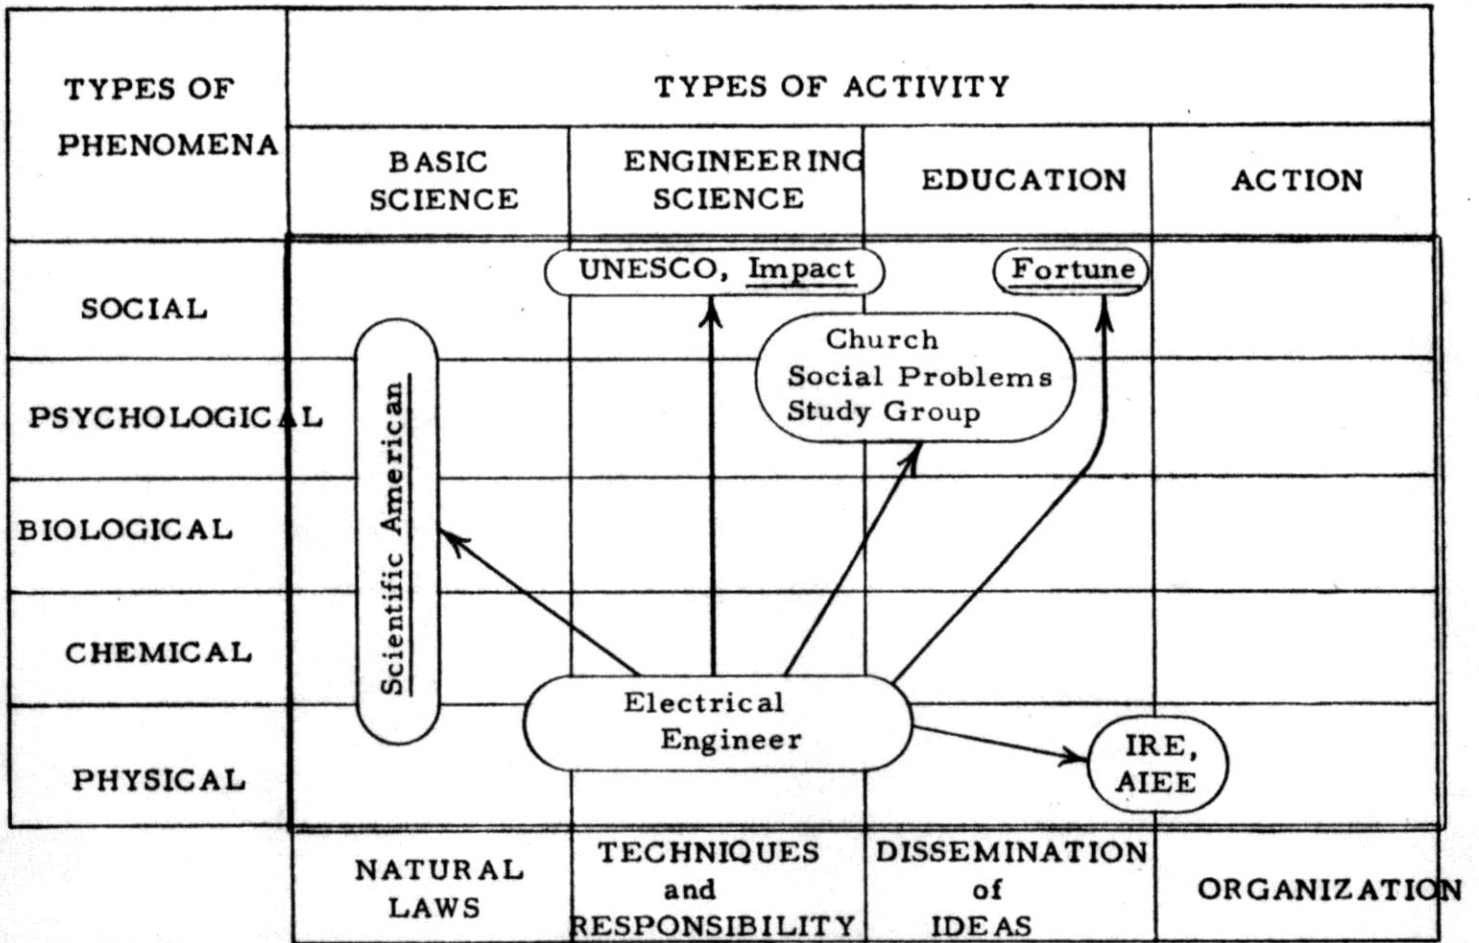 TYPES OF
PHENOMENA
TYPES OF ACTIVITY
BASIC
SCIENCE
ENGINEERING
SCIENCE
EDUCATION
ACTION
SOCIAL
UNESCO, Impact
Fortune
Church
Social Problems
Study Group
PSYCHOLOGICAL
Scientific American
BIOLOGICAL
CHEMICAL
Electrical
Engineer
PHYSICAL
IRE,
AIEE
NATURAL
LAWS
TECHNIQUES
and
RESPONSIBILITY
DISSEMINATION
of
IDEAS
ORGANIZATION